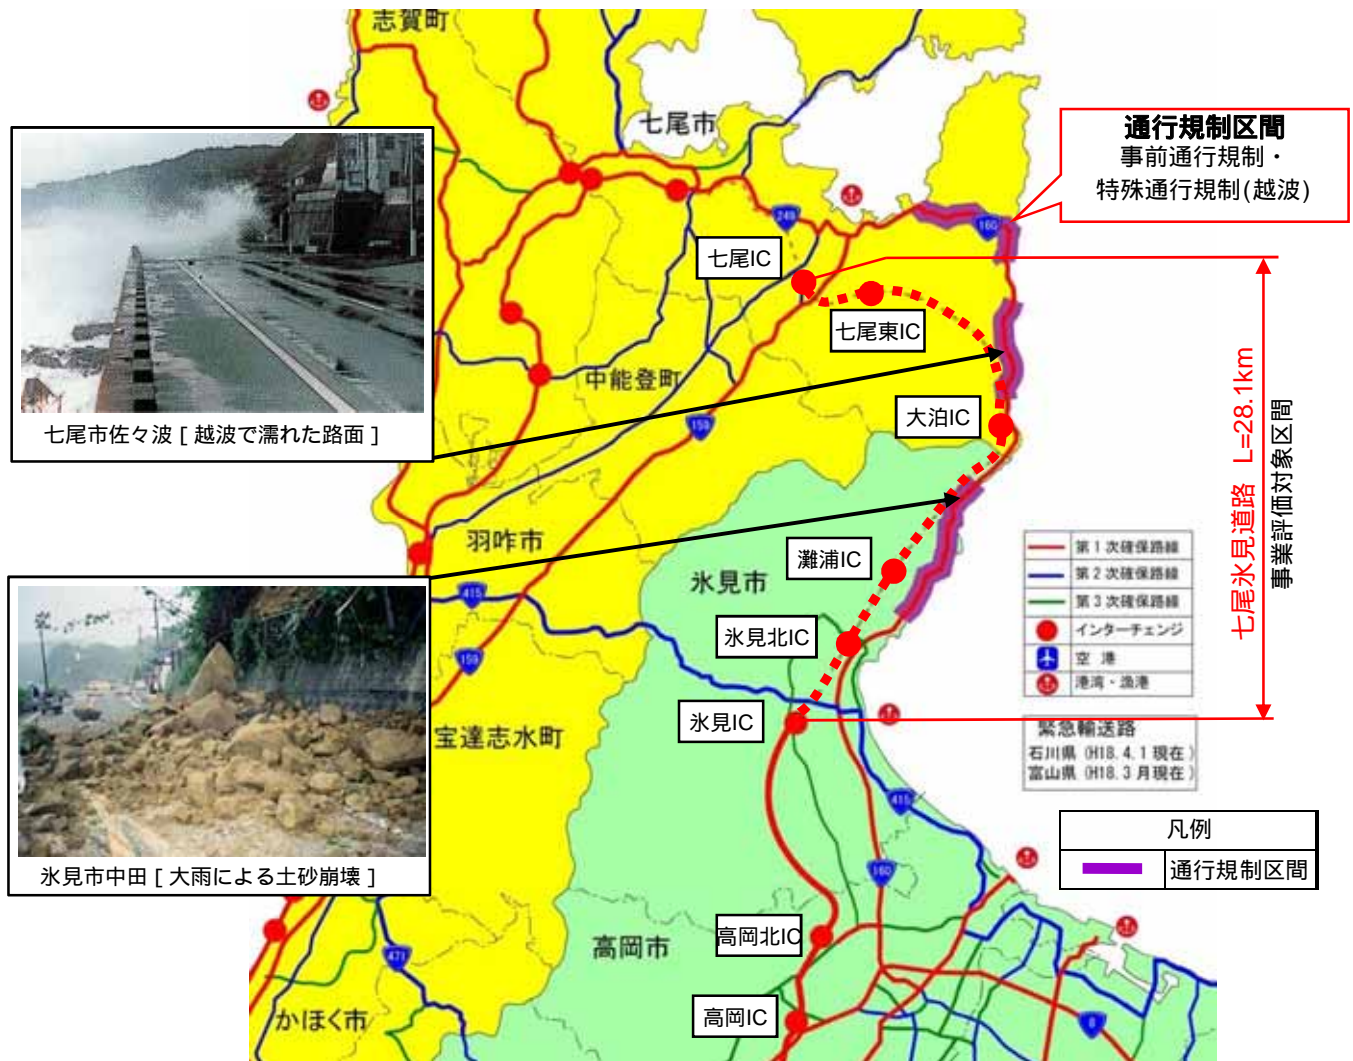 志賀町
七尾市
通行規制区間
事前通行規制・
特殊通行規制(越波)
249
160
七尾IC
七尾東IC
中能登町
大泊IC
159
七尾市佐々波 [ 越波で濡れた路面 ]
七尾氷見道路 L=28.1km
事業評価対象区間
羽咋市
灘浦IC
氷見市
415
氷見北IC
159
氷見IC
宝達志水町
第1次確保路線
第2次確保路線
第3次確保路線
インターチェンジ
空港
港湾・漁港
緊急輸送路
石川県 (H18.4.1現在)
富山県 (H18.3月現在)
415
凡例
通行規制区間
160
氷見市中田 [ 大雨による土砂崩壊 ]
高岡北IC
高岡市
471
高岡IC
かほく市
8